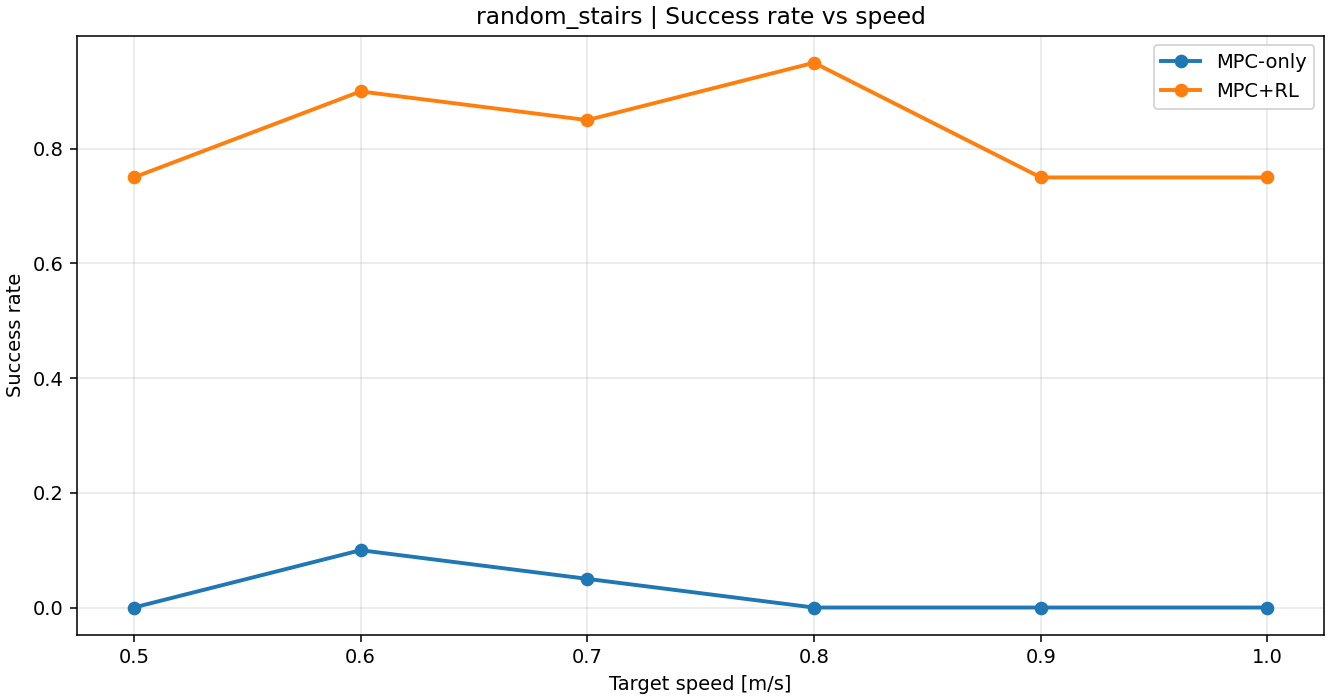 random_stairs | Success rate vs speed
MPC-only
MPC+RL
Success rate
0.8
0.6
0.4
0.2
0.0
0.5 0.6 0.7 0.8 0.9 1.0
Target speed [m/s]